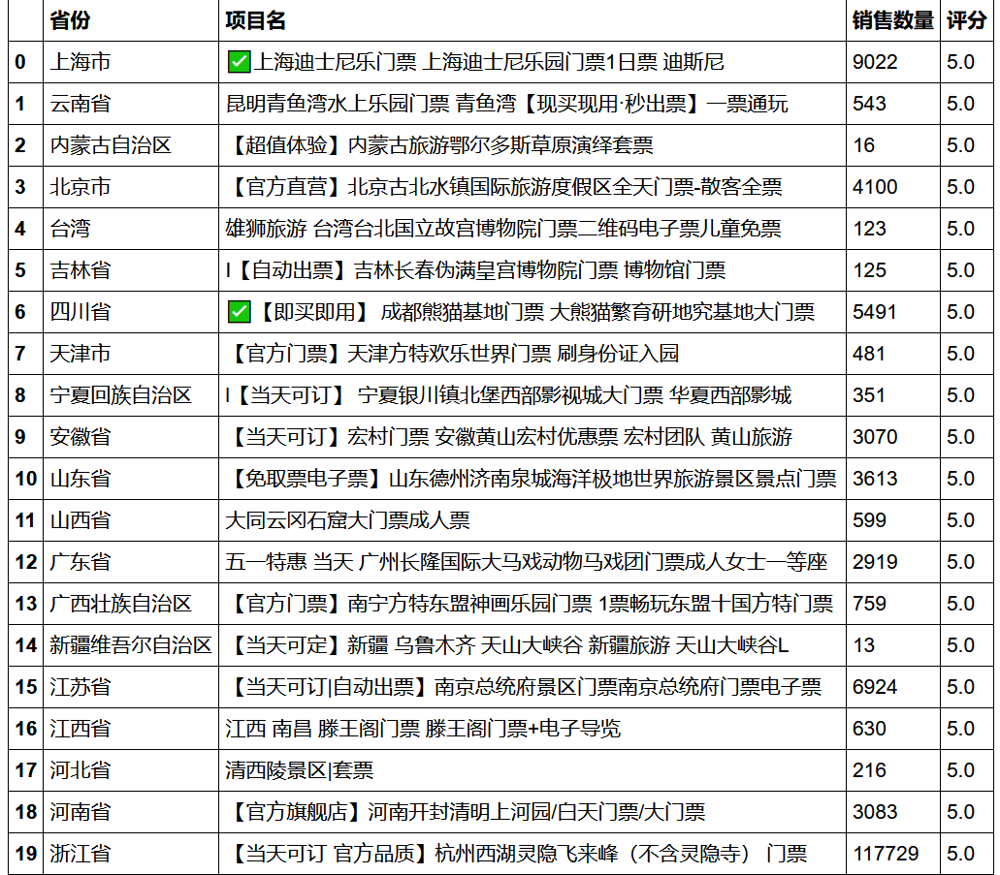 省份 项目名 销售数量 评分
0 上海市 ✅上海迪士尼乐门票 上海迪士尼乐园门票1日票 迪斯尼 9022 5.0
1 云南省 昆明青鱼湾水上乐园门票 青鱼湾【现买现用·秒出票】一票通玩 543 5.0
2 内蒙古自治区 【超值体验】内蒙古旅游鄂尔多斯草原演绎套票 16 5.0
3 北京市 【官方直营】北京古北水镇国际旅游度假区全天门票-散客全票 4100 5.0
4 台湾 雄狮旅游 台湾台北国立故宫博物院门票二维码电子票儿童免票 123 5.0
5 吉林省 I【自动出票】吉林长春伪满皇宫博物院门票 博物馆门票 125 5.0
6 四川省 ✅【即买即用】 成都熊猫基地门票 大熊猫繁育研地究基地大门票 5491 5.0
7 天津市 【官方门票】天津方特欢乐世界门票 刷身份证入园 481 5.0
8 宁夏回族自治区 I【当天可订】 宁夏银川镇北堡西部影视城大门票 华夏西部影城 351 5.0
9 安徽省 【当天可订】宏村门票 安徽黄山宏村优惠票 宏村团队 黄山旅游 3070 5.0
10 山东省 【免取票电子票】山东德州济南泉城海洋极地世界旅游景区景点门票 3613 5.0
11 山西省 大同云冈石窟大门票成人票 599 5.0
12 广东省 五一特惠 当天 广州长隆国际大马戏动物马戏团门票成人女士一等座 2919 5.0
13 广西壮族自治区 【官方门票】南宁方特东盟神画乐园门票 1票畅玩东盟十国方特门票 759 5.0
14 新疆维吾尔自治区 【当天可定】新疆 乌鲁木齐 天山大峡谷 新疆旅游 天山大峡谷L 13 5.0
15 江苏省 【当天可订|自动出票】南京总统府景区门票南京总统府门票电子票 6924 5.0
16 江西省 江西 南昌 滕王阁门票 滕王阁门票+电子导览 630 5.0
17 河北省 清西陵景区|套票 216 5.0
18 河南省 【官方旗舰店】河南开封清明上河园/白天门票/大门票 3083 5.0
19 浙江省 【当天可订 官方品质】杭州西湖灵隐飞来峰（不含灵隐寺） 门票 117729 5.0